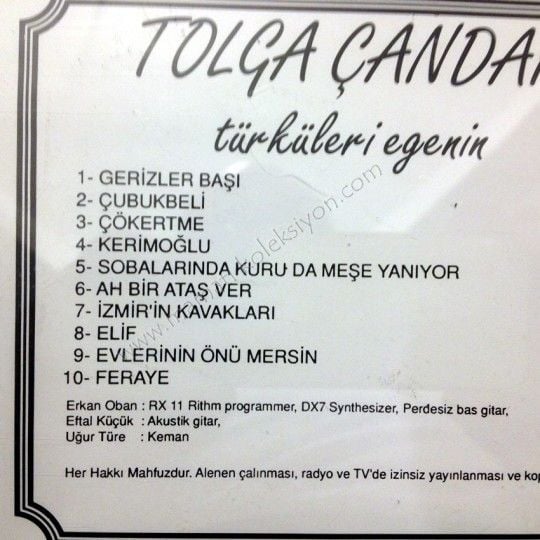 TOLGA ÇANDAR
türküleri egenin
1- GERİZLER BAŞI
2- ÇUBUKBELİ
3- ÇÖKERTME
4- KERİMOĞLU
5- SOBALARINDA KURU DA MEŞE YANIYOR
6- AH BİR ATAŞ VER
7- İZMİR'İN KAVAKLARI
8- ELİF
9- EVLERİNİN ÖNÜ MERSİN
10- FERAYE
Erkan Oban : RX 11 Rithm programmer, DX7 Synthesizer, Perdesiz bas gitar,
Eftal Küçük : Akustik gitar,
Uğur Türe : Keman
Her Hakkı Mahfuzdur. Alenen çalınması, radyo ve TV'de izinsiz yayınlanması ve kop